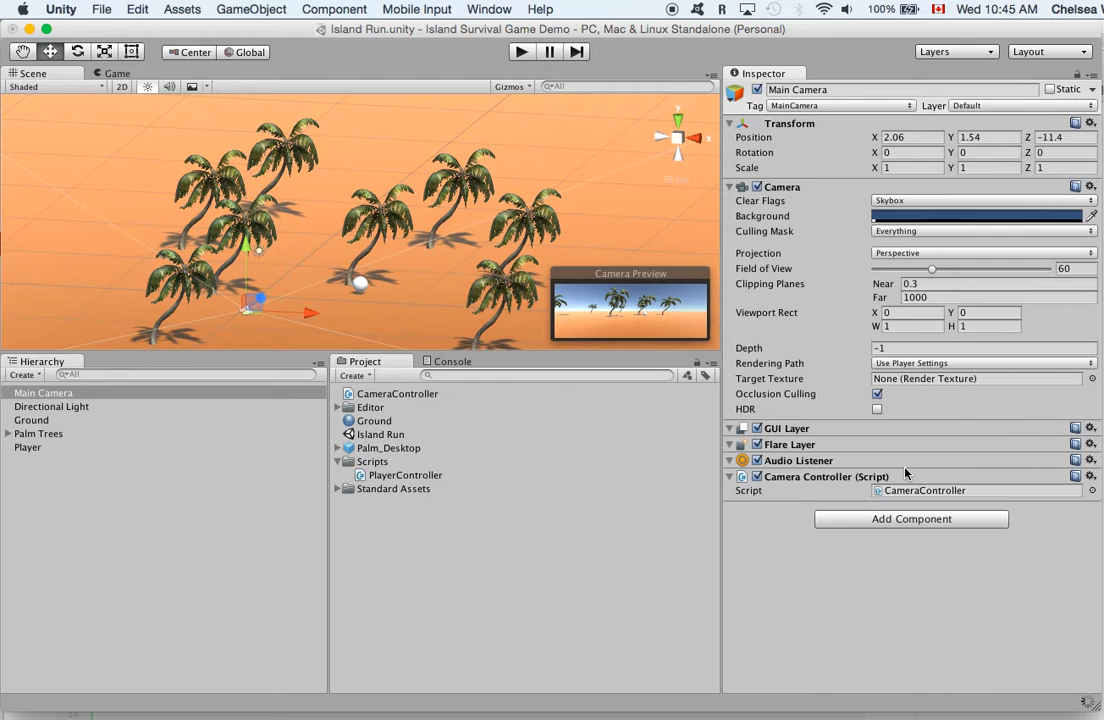 Unity File Edit Assets GameObject Component Mobile Input Window Help 100% Wed 10:45 AM Chelsea
Island Run.unity - Island Survival Game Demo - PC, Mac & Linux Standalone (Personal)
Center Global Layers Layout
Scene Game
Shaded 2D Gizmos All
y
x
Camera Preview
Inspector
Main Camera Static
Tag MainCamera Layer Default
Transform
Position X 2.06 Y 1.54 Z -11.4
Rotation X 0 Y 0 Z 0
Scale X 1 Y 1 Z 1
Camera
Clear Flags Skybox
Background
Culling Mask Everything
Projection Perspective
Field of View 60
Clipping Planes Near 0.3
Far 1000
Viewport Rect X 0 Y 0
W 1 H 1
Depth -1
Rendering Path Use Player Settings
Target Texture None (Render Texture)
Occlusion Culling
HDR
GUI Layer
Flare Layer
Audio Listener
Camera Controller (Script)
Script CameraController
Add Component
Hierarchy
Create All
Main Camera
Directional Light
Ground
Palm Trees
Player
Project Console
Create
CameraController
Editor
Ground
Island Run
Palm_Desktop
Scripts
PlayerController
Standard Assets
14